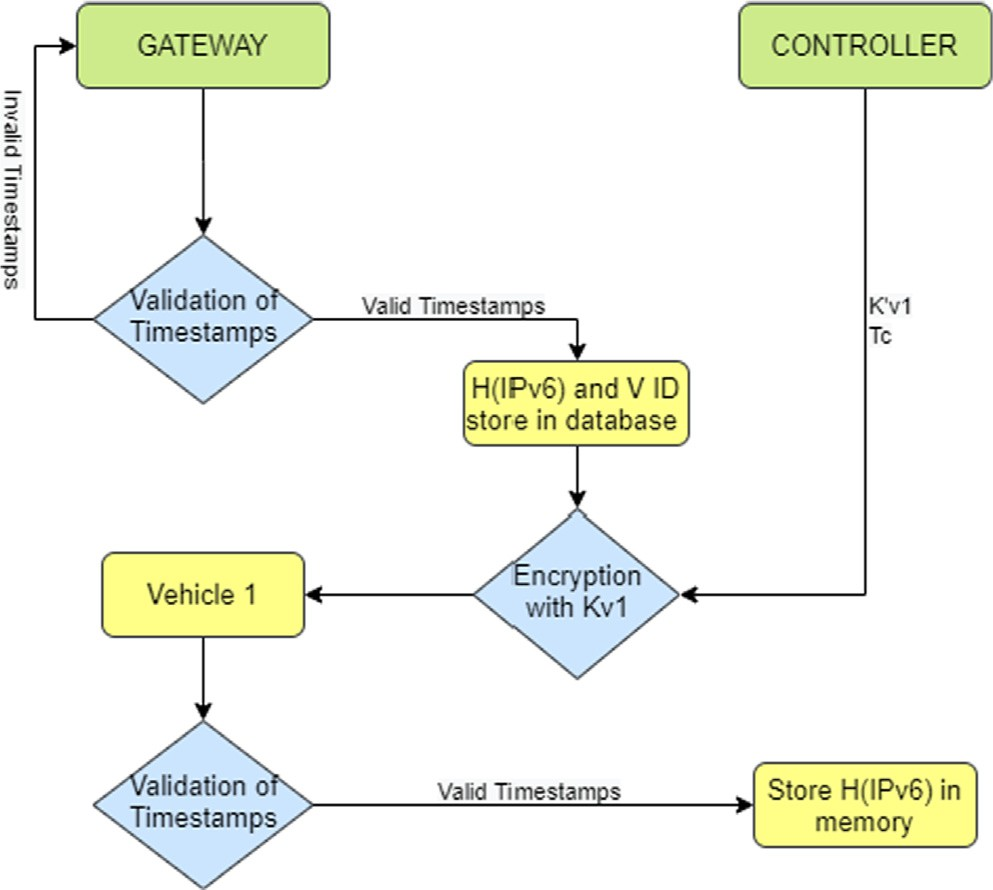 GATEWAY
CONTROLLER
Invalid Timestamps
Validation of
Timestamps
Valid Timestamps
K'v1
Tc
H(IPv6) and V ID
store in database
Encryption
with Kv1
Vehicle 1
Validation of
Timestamps
Valid Timestamps
Store H(IPv6) in
memory